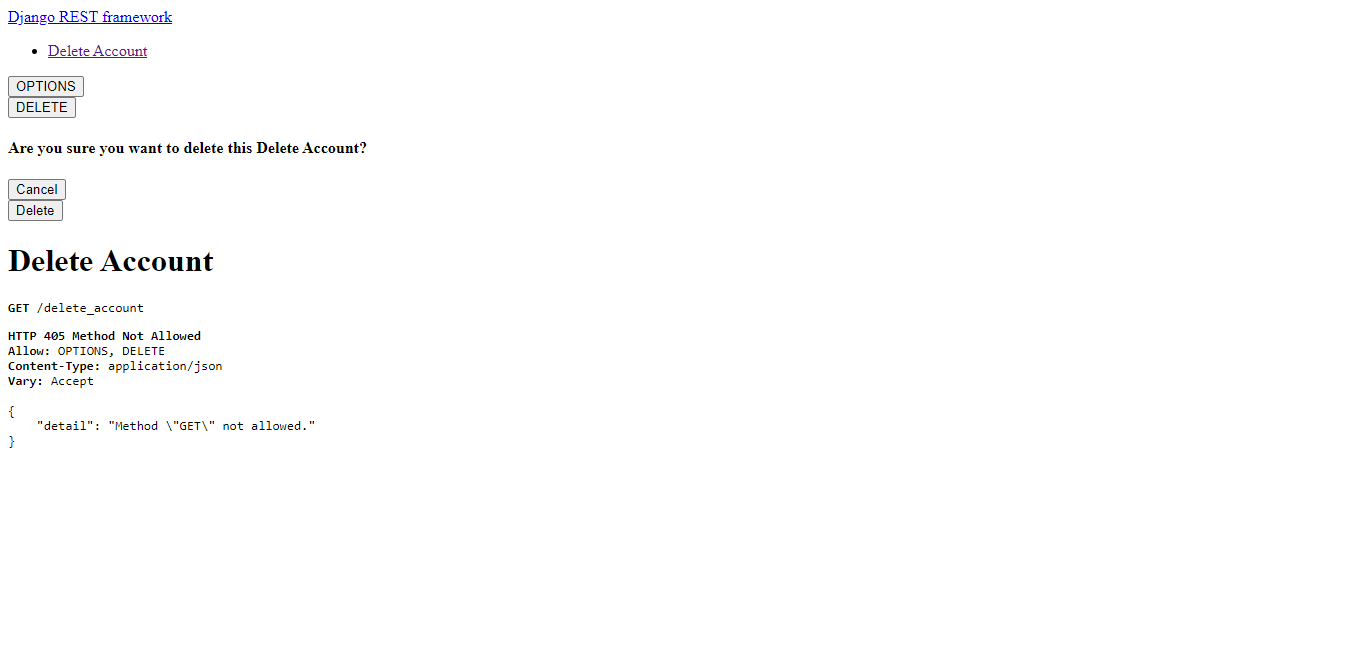 Django REST framework
Delete Account
OPTIONS
DELETE
Are you sure you want to delete this Delete Account?
Cancel
Delete
Delete Account
GET /delete_account
HTTP 405 Method Not Allowed
Allow: OPTIONS, DELETE
Content-Type: application/json
Vary: Accept
{
    "detail": "Method \"GET\" not allowed."
}